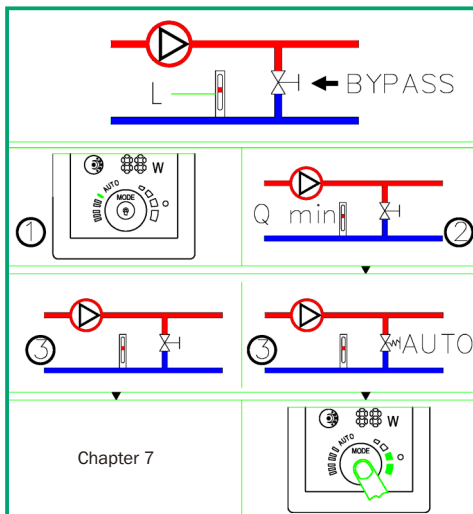 L
BYPASS
W
AUTO
MODE
1
Q min
2
3
3
AUTO
Chapter 7
W
AUTO
MODE